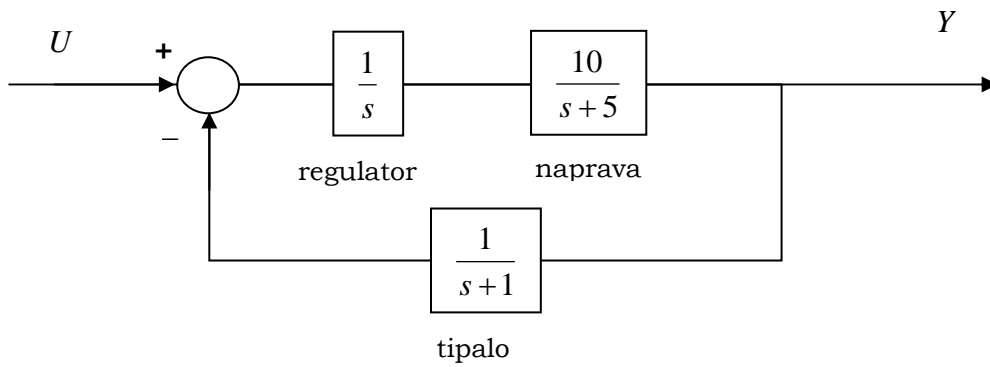 U
Y
+
1
s
10
s + 5
−
regulator
naprava
1
s + 1
tipalo